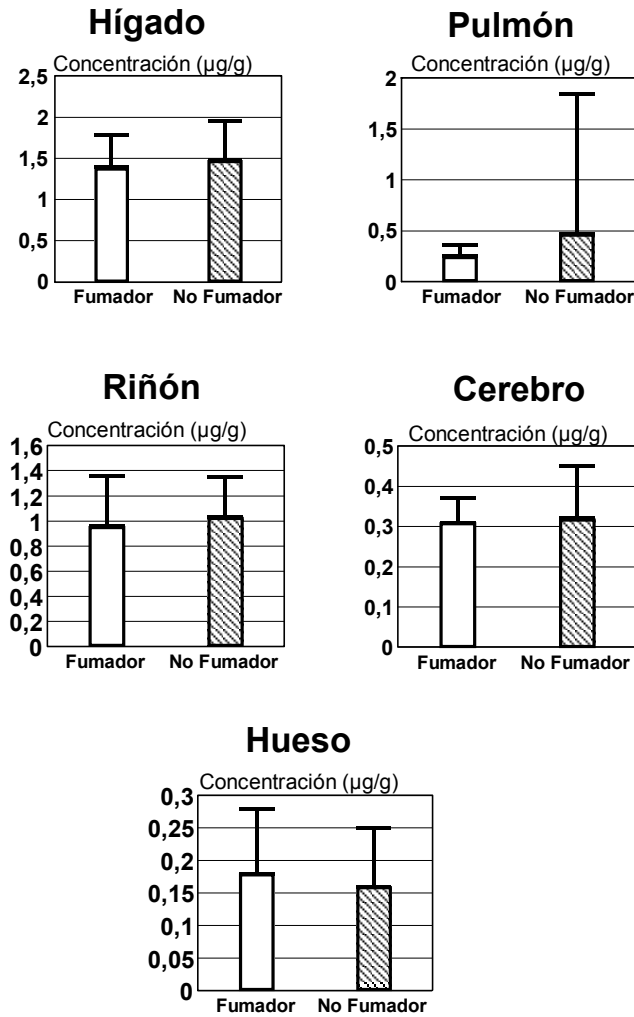 Hígado
Concentración (µg/g)
2,5
2
1,5
1
0,5
0
Fumador No Fumador
Pulmón
Concentración (µg/g)
2
1,5
1
0,5
0
Fumador No Fumador
Riñón
Concentración (µg/g)
1,6
1,4
1,2
1
0,8
0,6
0,4
0,2
0
Fumador No Fumador
Cerebro
Concentración (µg/g)
0,5
0,4
0,3
0,2
0,1
0
Fumador No Fumador
Hueso
Concentración (µg/g)
0,3
0,25
0,2
0,15
0,1
0,05
0
Fumador No Fumador